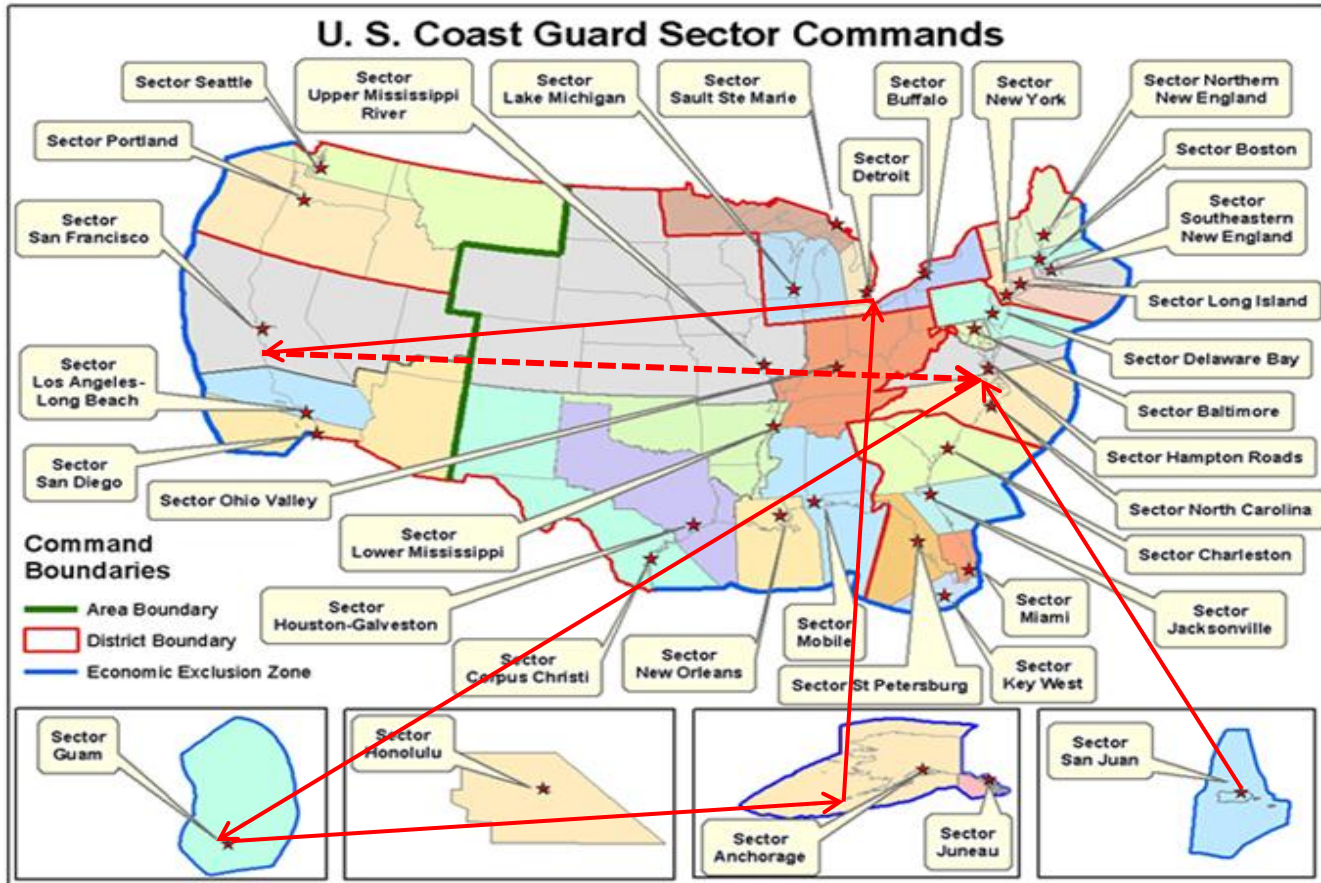 U. S. Coast Guard Sector Commands
Sector Seattle
Sector
Upper Mississippi
River
Sector
Lake Michigan
Sector
Sault Ste Marie
Sector
Buffalo
Sector
New York
Sector Northern
New England
Sector Portland
Sector
Detroit
Sector Boston
Sector
San Francisco
Sector
Southeastern
New England
Sector Long Island
Sector
Los Angeles-
Long Beach
Sector Delaware Bay
Sector Baltimore
Sector
San Diego
Sector Ohio Valley
Sector Hampton Roads
Sector North Carolina
Sector
Lower Mississippi
Sector Charleston
Command
Boundaries
Area Boundary
District Boundary
Economic Exclusion Zone
Sector
Houston-Galveston
Sector
Corpus Christi
Sector
New Orleans
Sector
Mobile
Sector St Petersburg
Sector
Key West
Sector
Miami
Sector
Jacksonville
Sector
Guam
Sector
Honolulu
Sector
Anchorage
Sector
Juneau
Sector
San Juan